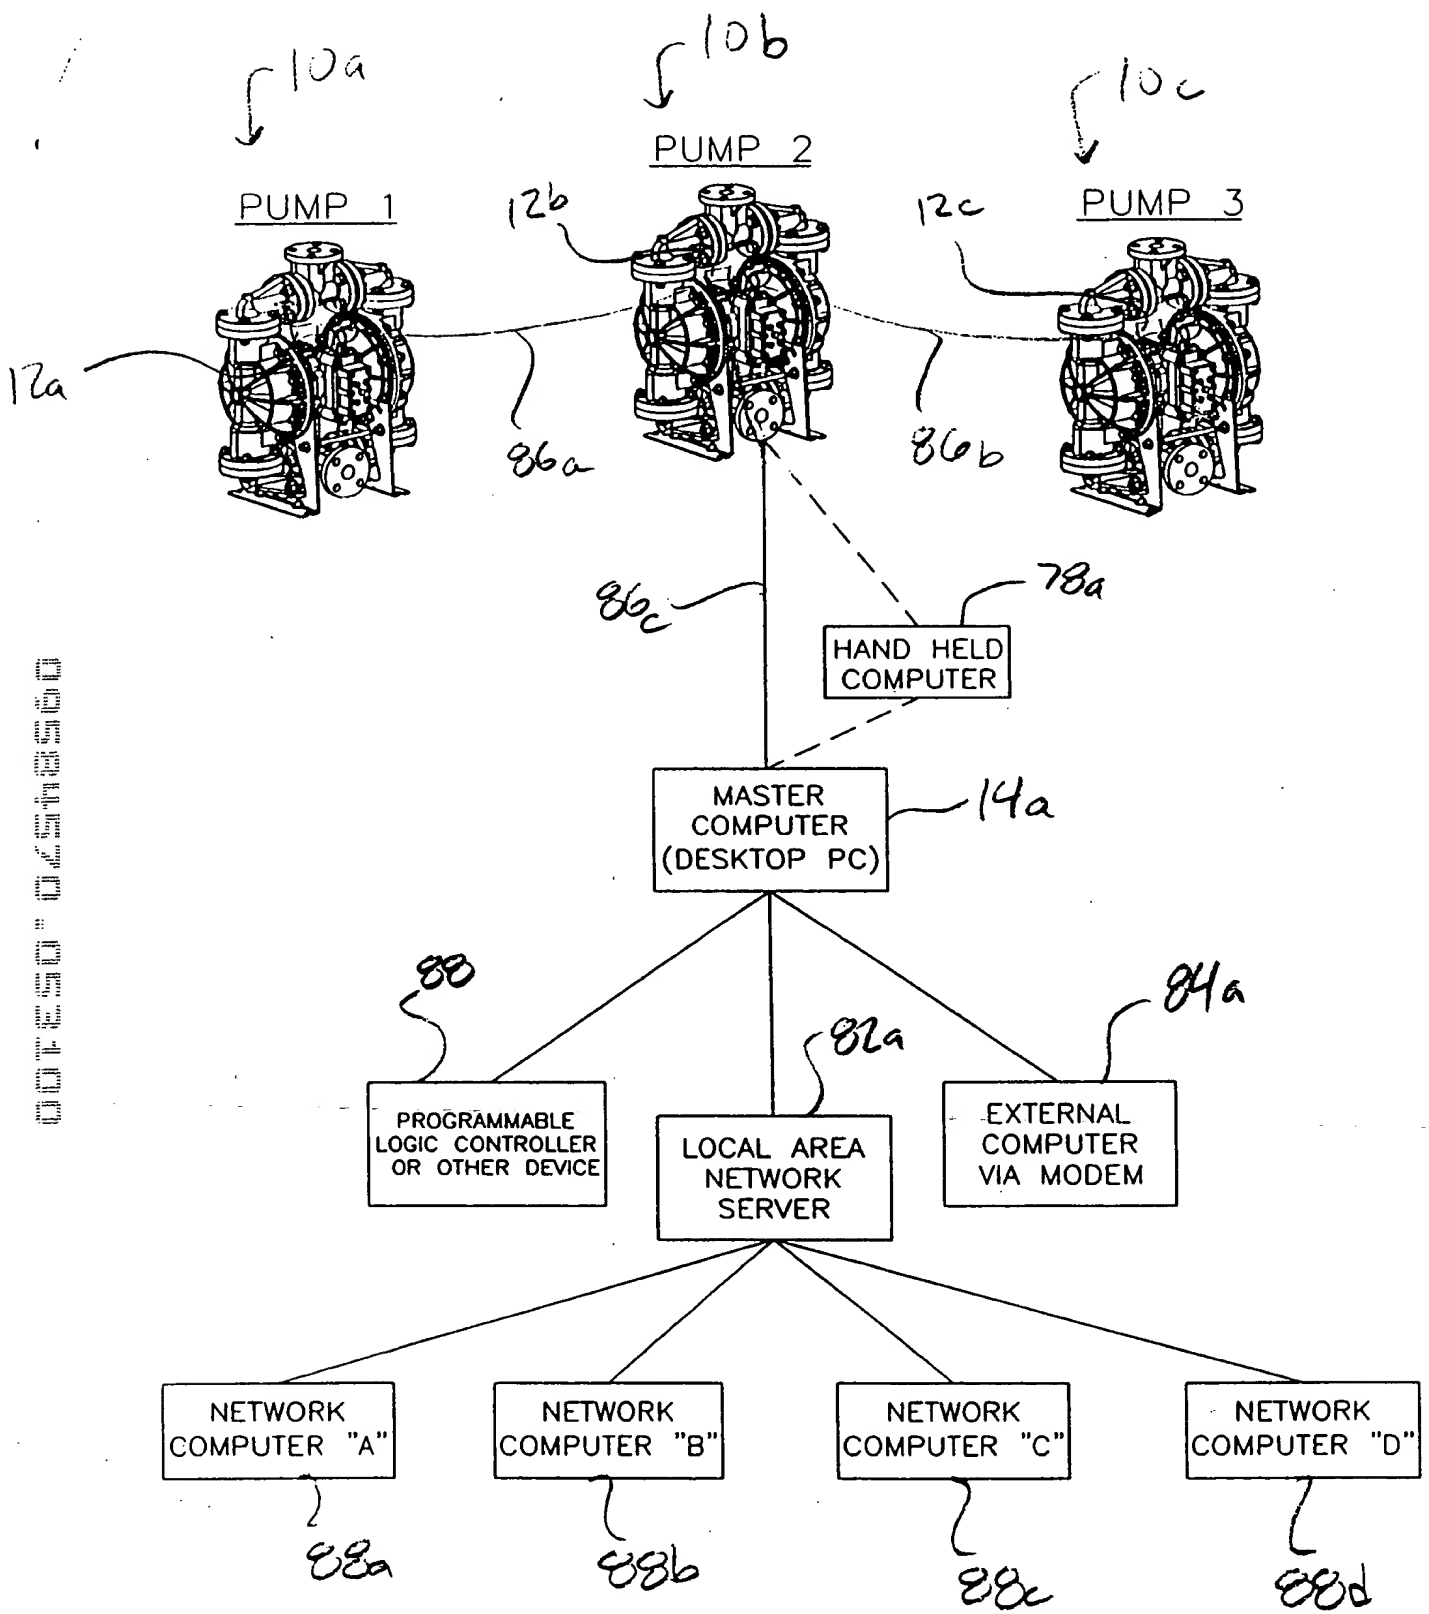 10a
10b
10c
PUMP 1
PUMP 2
PUMP 3
12a
12b
12c
86a
86b
86c
78a
HAND HELD
COMPUTER
MASTER
COMPUTER
(DESKTOP PC)
14a
88
82a
84a
PROGRAMMABLE
LOGIC CONTROLLER
OR OTHER DEVICE
LOCAL AREA
NETWORK
SERVER
EXTERNAL
COMPUTER
VIA MODEM
NETWORK
COMPUTER "A"
NETWORK
COMPUTER "B"
NETWORK
COMPUTER "C"
NETWORK
COMPUTER "D"
88a
88b
88c
88d
09584570.053100